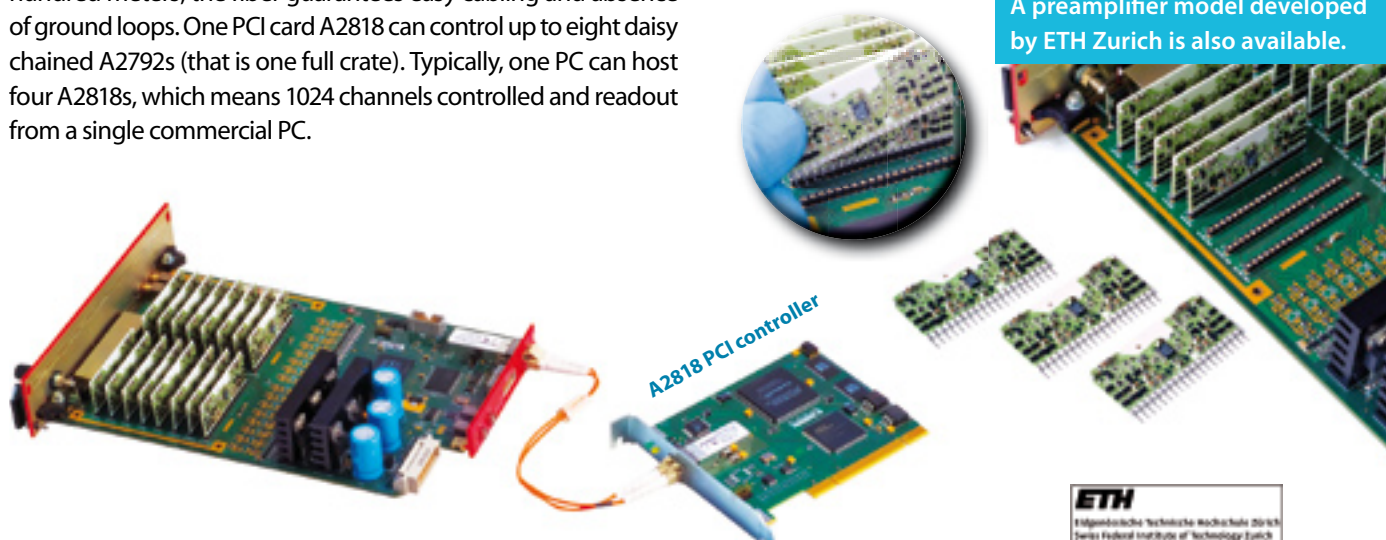 of ground loops. One PCI card A2818 can control up to eight daisy
chained A2792s (that is one full crate). Typically, one PC can host
four A2818s, which means 1024 channels controlled and readout
from a single commercial PC.
A preamplifier model developed
by ETH Zurich is also available.
A2818 PCI controller
ETH
Eidgenössische Technische Hochschule Zürich
Swiss Federal Institute of Technology Zurich